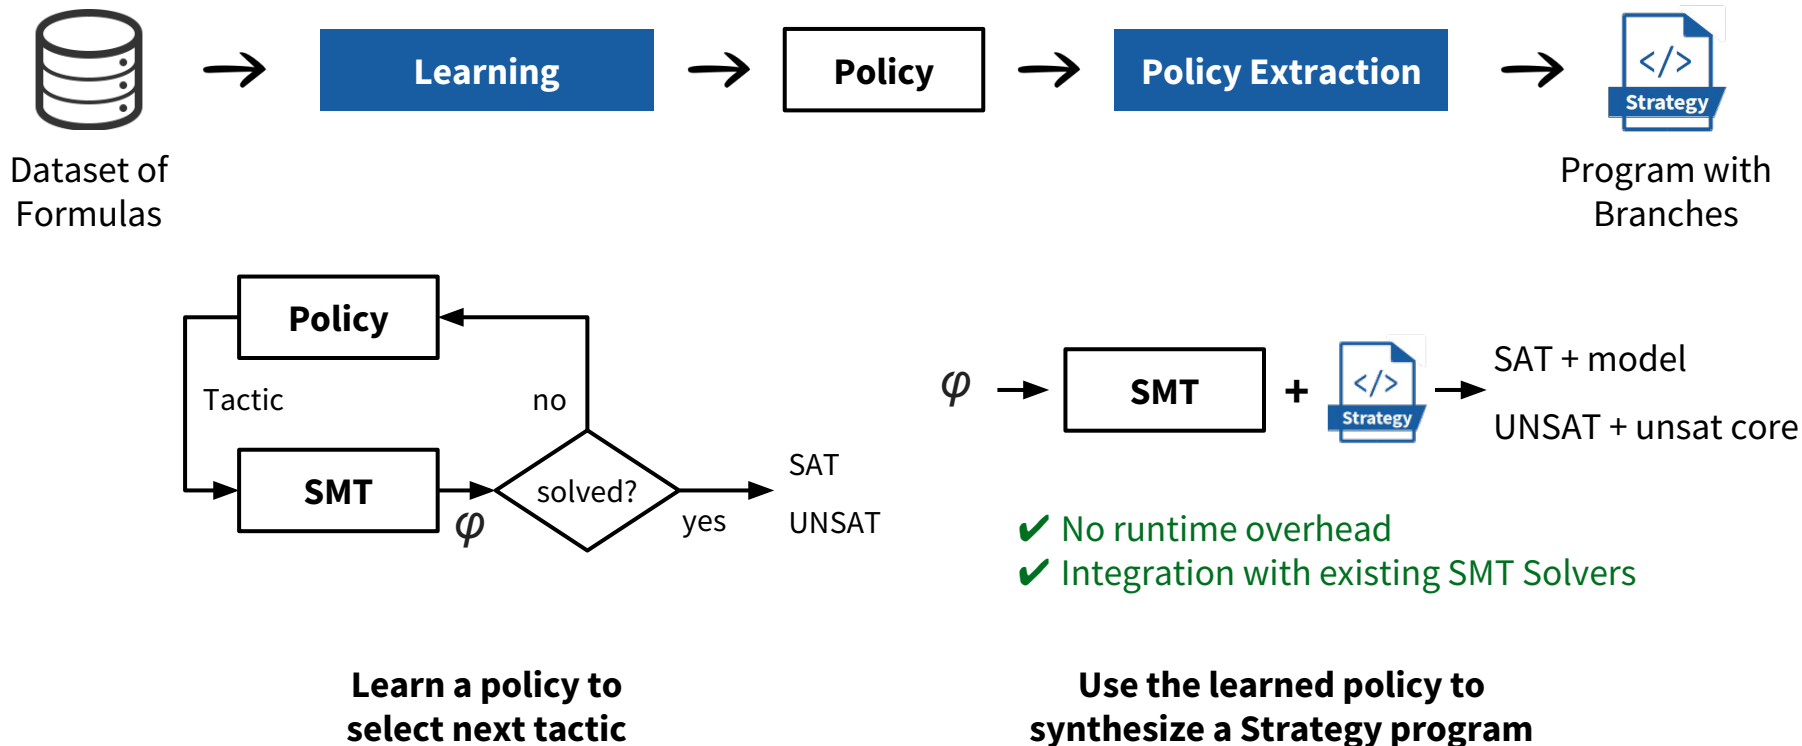 Learning
Policy
Policy Extraction
</>
Strategy
Dataset of
Formulas
Program with
Branches
Policy
Tactic
no
SMT
φ
solved?
yes
SAT
UNSAT
φ
SMT
+
</>
Strategy
SAT + model
UNSAT + unsat core
✔ No runtime overhead
✔ Integration with existing SMT Solvers
Learn a policy to
select next tactic
Use the learned policy to
synthesize a Strategy program